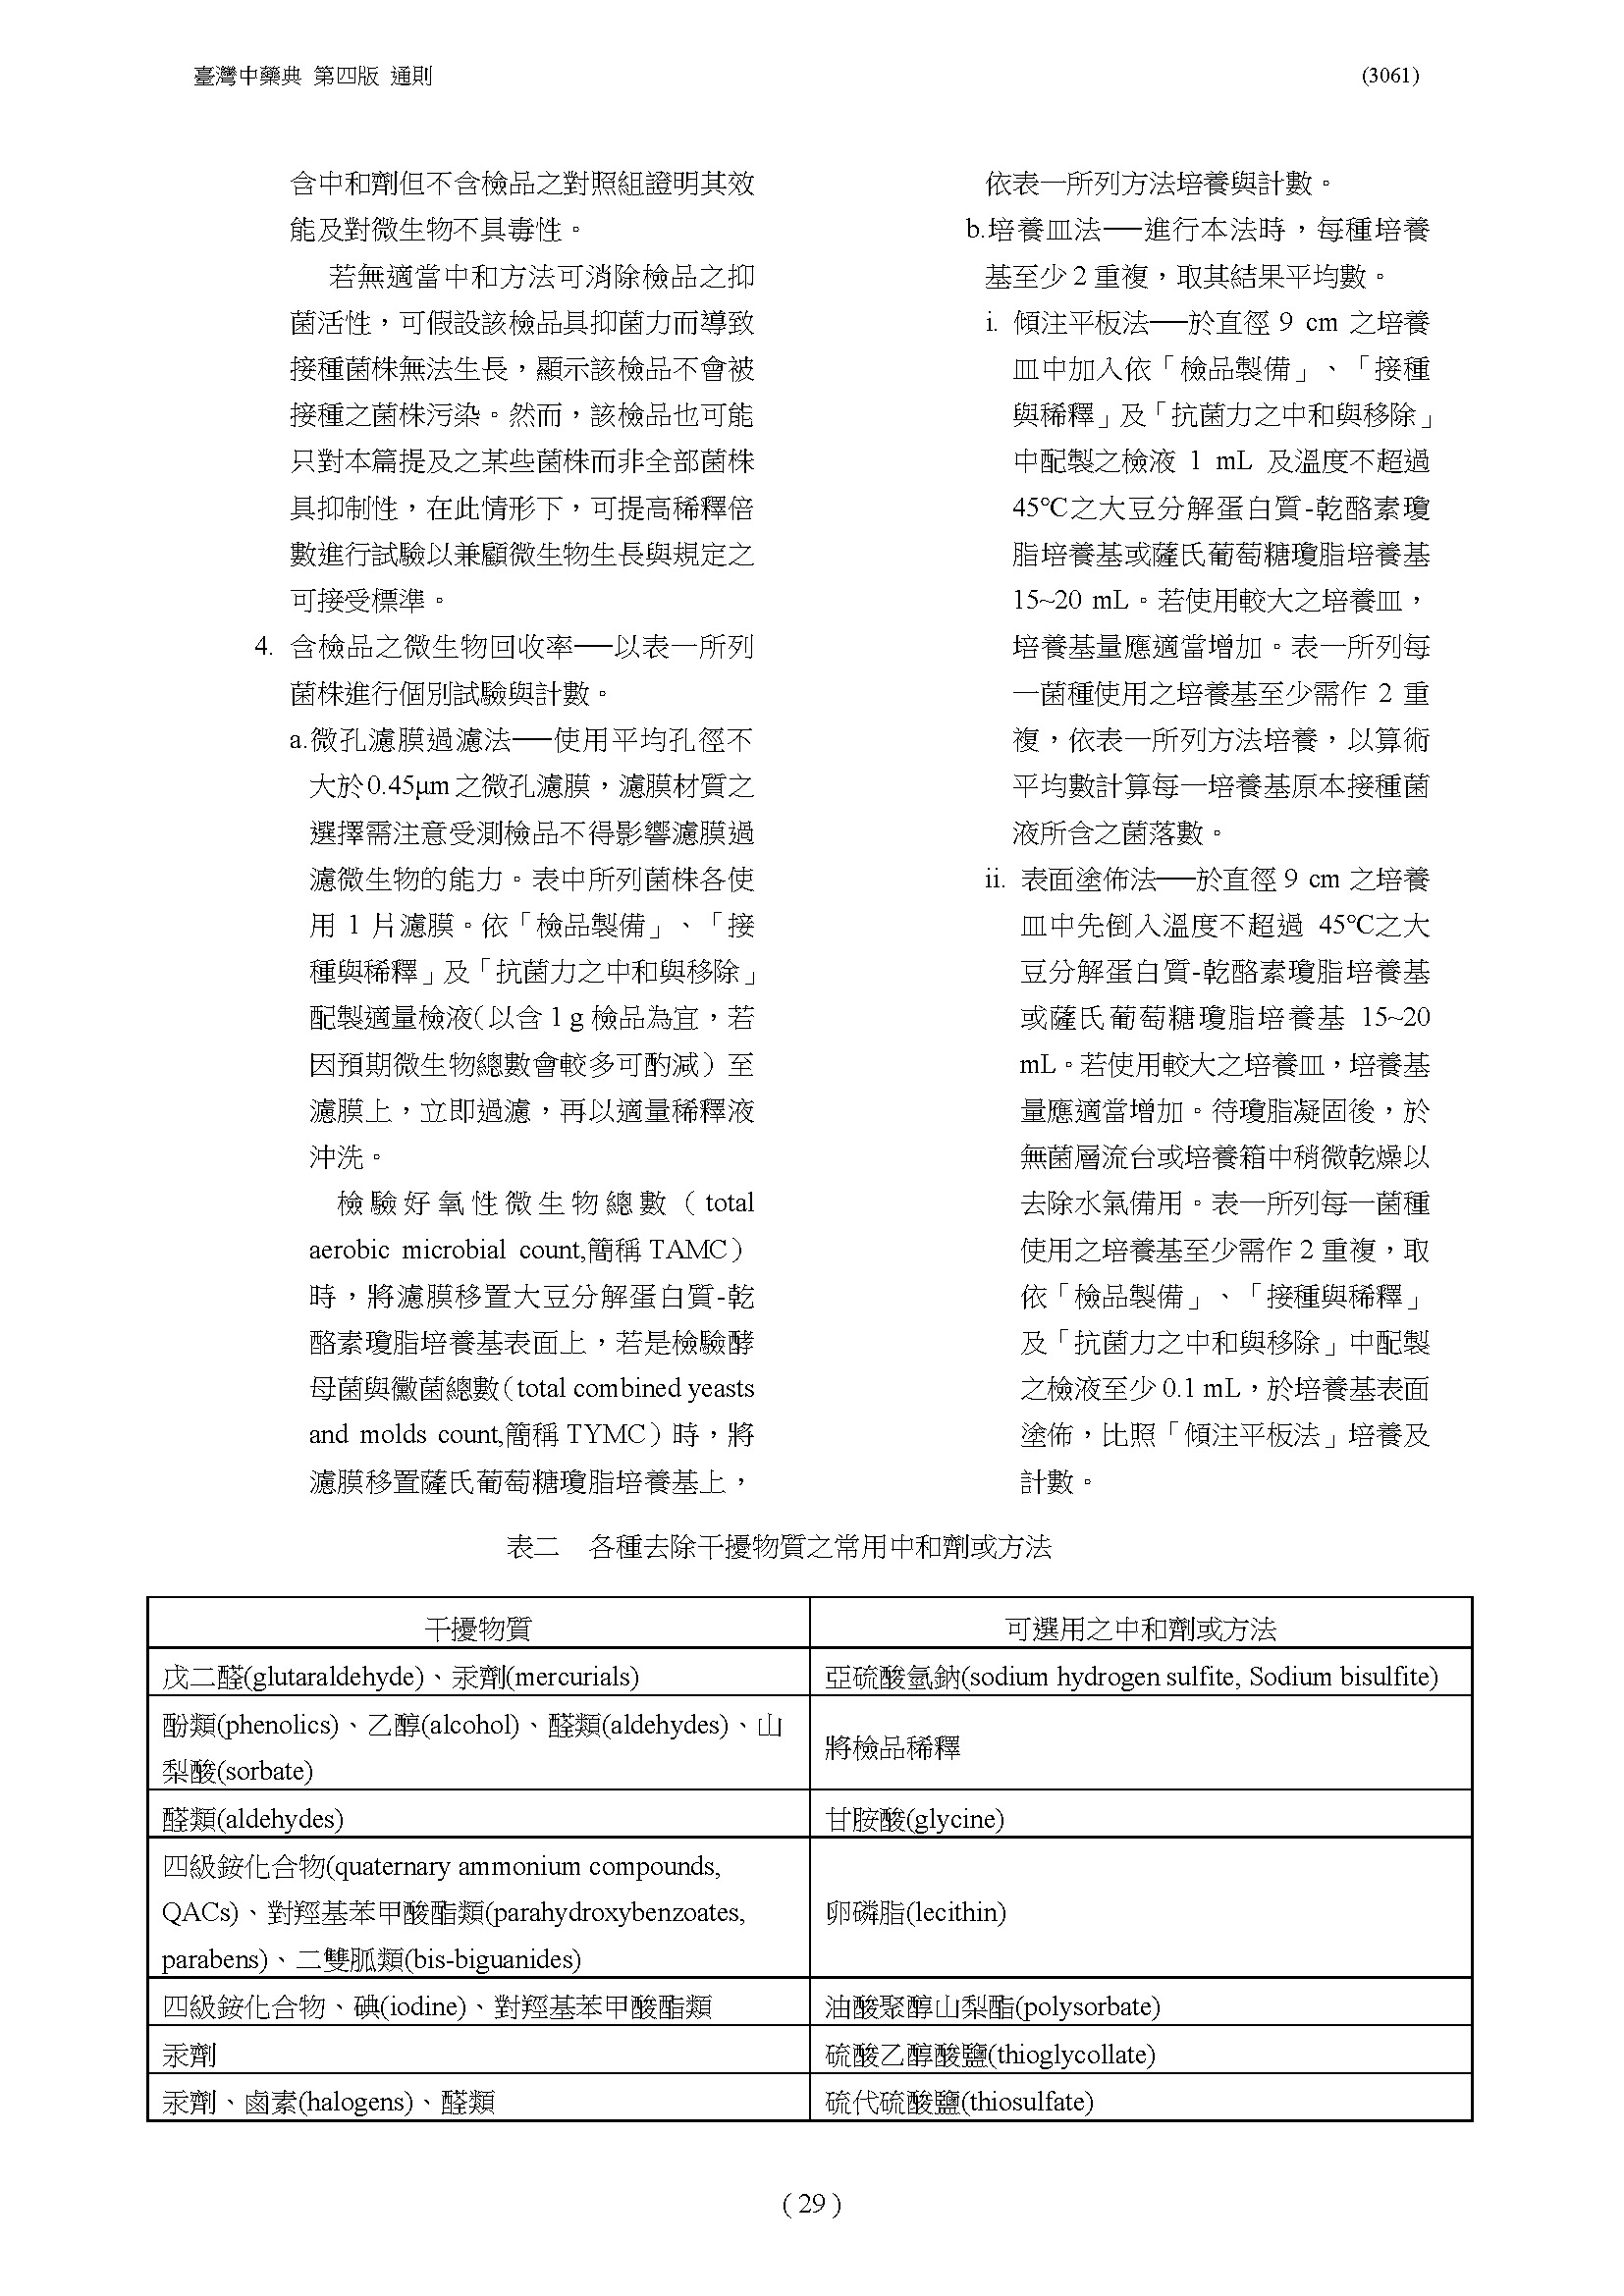 臺灣中藥典 第四版 通則
(3061)
含中和劑但不含檢品之對照組證明其效
能及對微生物不具毒性。
若無適當中和方法可消除檢品之抑
菌活性，可假設該檢品具抑菌力而導致
接種菌株無法生長，顯示該檢品不會被
接種之菌株污染。然而，該檢品也可能
只對本篇提及之某些菌株而非全部菌株
具抑制性，在此情形下，可提高稀釋倍
數進行試驗以兼顧微生物生長與規定之
可接受標準。
4. 含檢品之微生物回收率──以表一所列
菌株進行個別試驗與計數。
a.微孔濾膜過濾法──使用平均孔徑不
大於0.45μm之微孔濾膜，濾膜材質之
選擇需注意受測檢品不得影響濾膜過
濾微生物的能力。表中所列菌株各使
用 1 片濾膜。依「檢品製備」、「接
種與稀釋」及「抗菌力之中和與移除」
配製適量檢液（以含 1 g 檢品為宜，若
因預期微生物總數會較多可酌減）至
濾膜上，立即過濾，再以適量稀釋液
沖洗。
檢驗好氧性微生物總數（total
aerobic microbial count,簡稱 TAMC）
時，將濾膜移置大豆分解蛋白質-乾
酪素瓊脂培養基表面上，若是檢驗酵
母菌與黴菌總數（total combined yeasts
and molds count,簡稱 TYMC）時，將
濾膜移置薩氏葡萄糖瓊脂培養基上，
依表一所列方法培養與計數。
b.培養皿法──進行本法時，每種培養
基至少 2 重複，取其結果平均數。
i. 傾注平板法──於直徑 9 cm 之培養
皿中加入依「檢品製備」、「接種
與稀釋」及「抗菌力之中和與移除」
中配製之檢液 1 mL 及溫度不超過
45℃之大豆分解蛋白質-乾酪素瓊
脂培養基或薩氏葡萄糖瓊脂培養基
15~20 mL。若使用較大之培養皿，
培養基量應適當增加。表一所列每
一菌種使用之培養基至少需作 2 重
複，依表一所列方法培養，以算術
平均數計算每一培養基原本接種菌
液所含之菌落數。
ii. 表面塗佈法──於直徑 9 cm 之培養
皿中先倒入溫度不超過 45℃之大
豆分解蛋白質-乾酪素瓊脂培養基
或薩氏葡萄糖瓊脂培養基 15~20
mL。若使用較大之培養皿，培養基
量應適當增加。待瓊脂凝固後，於
無菌層流台或培養箱中稍微乾燥以
去除水氣備用。表一所列每一菌種
使用之培養基至少需作 2 重複，取
依「檢品製備」、「接種與稀釋」
及「抗菌力之中和與移除」中配製
之檢液至少 0.1 mL，於培養基表面
塗佈，比照「傾注平板法」培養及
計數。
表二　各種去除干擾物質之常用中和劑或方法
干擾物質
可選用之中和劑或方法
戊二醛(glutaraldehyde)、汞劑(mercurials)
亞硫酸氫鈉(sodium hydrogen sulfite, Sodium bisulfite)
酚類(phenolics)、乙醇(alcohol)、醛類(aldehydes)、山
梨酸(sorbate)
將檢品稀釋
醛類(aldehydes)
甘胺酸(glycine)
四級銨化合物(quaternary ammonium compounds,
QACs)、對羥基苯甲酸酯類(parahydroxybenzoates,
parabens)、二雙胍類(bis-biguanides)
卵磷脂(lecithin)
四級銨化合物、碘(iodine)、對羥基苯甲酸酯類
油酸聚醇山梨酯(polysorbate)
汞劑
硫酸乙醇酸鹽(thioglycollate)
汞劑、鹵素(halogens)、醛類
硫代硫酸鹽(thiosulfate)
( 29 )